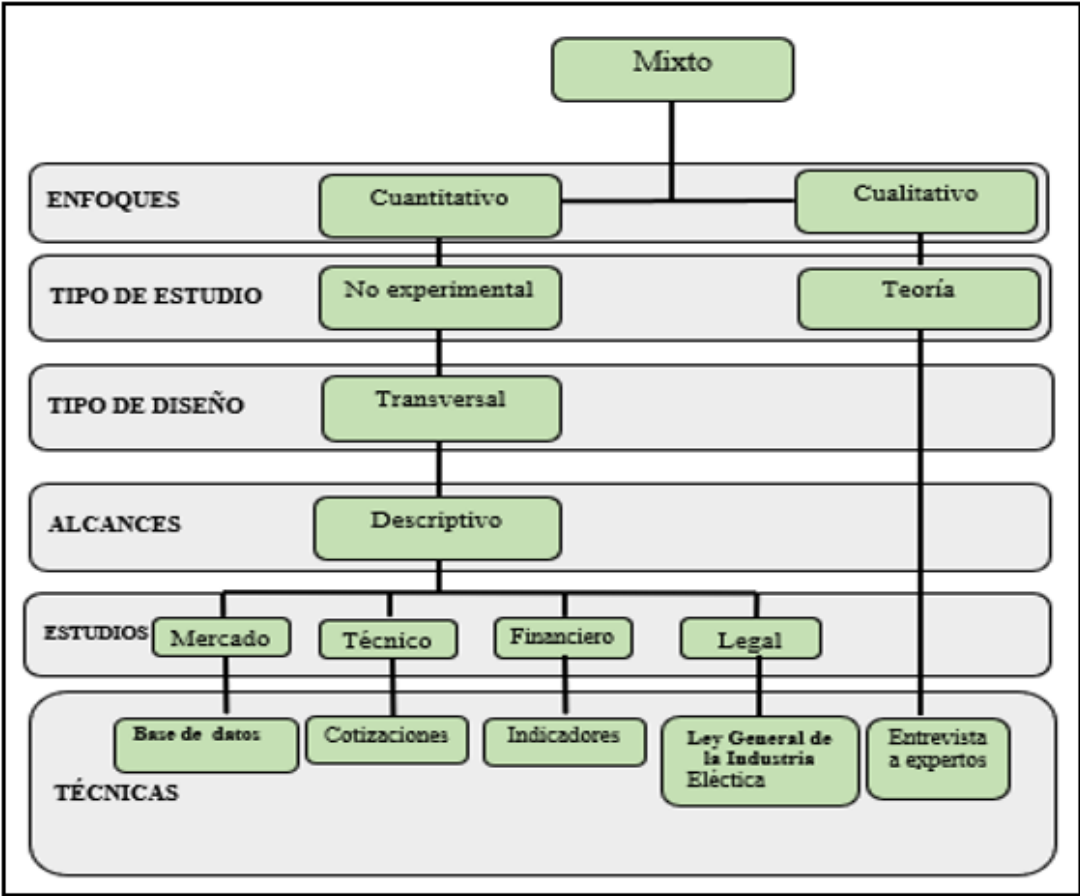 Mixto
ENFOQUES
Cuantitativo
Cualitativo
TIPO DE ESTUDIO
No experimental
Teoría
TIPO DE DISEÑO
Transversal
ALCANCES
Descriptivo
ESTUDIOS
Mercado
Técnico
Financiero
Legal
TÉCNICAS
Base de datos
Cotizaciones
Indicadores
Ley General de
la Industria
Eléctica
Entrevista
a expertos